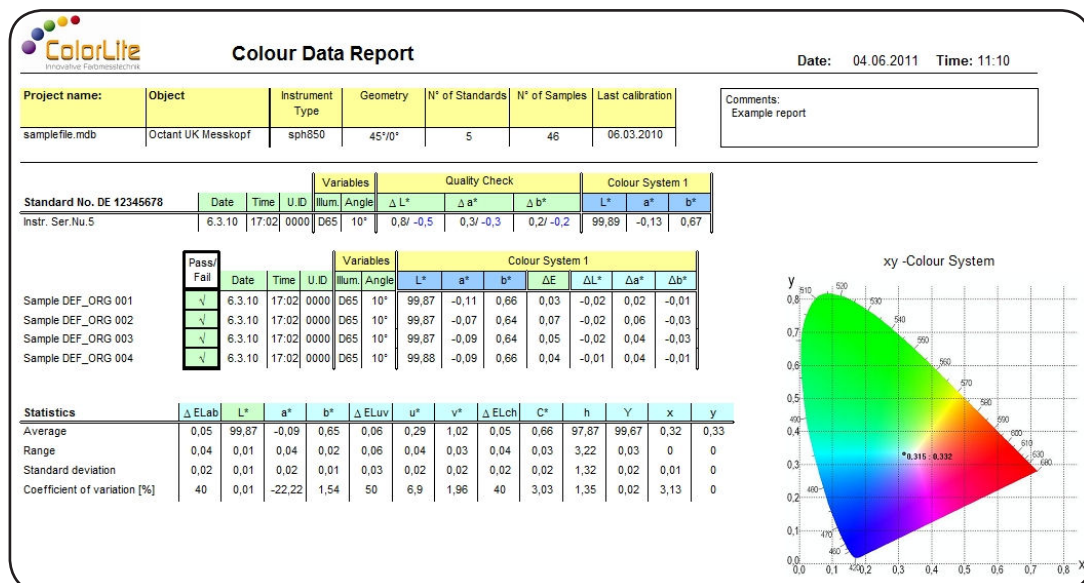 ColorLite
Innovative Farbmesstechnik
Colour Data Report
Date: 04.06.2011 Time: 11:10
Project name: Object Instrument Type Geometry N° of Standards N° of Samples Last calibration
samplefile.mdb Octant UK Messkopf sph850 45°/0° 5 46 06.03.2010
Comments:
Example report
Variables Quality Check Colour System 1
Standard No. DE 12345678 Date Time U.ID Illum. Angle Δ L* Δ a* Δ b* L* a* b*
Instr. Ser.Nu.5 6.3.10 17:02 0000 D65 10° 0,8/ -0,5 0,3/ -0,3 0,2/ -0,2 99,89 -0,13 0,67
Pass/ Fail Variables Colour System 1
Date Time U.ID Illum. Angle L* a* b* ΔE ΔL* Δa* Δb*
Sample DEF_ORG 001 √ 6.3.10 17:02 0000 D65 10° 99,87 -0,11 0,66 0,03 -0,02 0,02 -0,01
Sample DEF_ORG 002 √ 6.3.10 17:02 0000 D65 10° 99,87 -0,07 0,64 0,07 -0,02 0,06 -0,03
Sample DEF_ORG 003 √ 6.3.10 17:02 0000 D65 10° 99,87 -0,09 0,64 0,05 -0,02 0,04 -0,03
Sample DEF_ORG 004 √ 6.3.10 17:02 0000 D65 10° 99,88 -0,09 0,66 0,04 -0,01 0,04 -0,01
Statistics Δ ELab L* a* b* Δ ELuv u* v* Δ ELch C* h Y x y
Average 0,05 99,87 -0,09 0,65 0,06 0,29 1,02 0,05 0,66 97,87 99,67 0,32 0,33
Range 0,04 0,01 0,04 0,02 0,06 0,04 0,03 0,04 0,03 3,22 0,03 0 0
Standard deviation 0,02 0,01 0,02 0,01 0,03 0,02 0,02 0,02 0,02 1,32 0,02 0,01 0
Coefficient of variation [%] 40 0,01 -22,22 1,54 50 6,9 1,96 40 3,03 1,35 0,02 3,13 0
xy -Colour System
y
0,8
0,7
0,6
0,5
0,4
0,3
0,2
0,1
0,0
510
520
530
540
550
560
570
580
590
600
610
630
680
490
480
470
460
420
0,315 : 0,332
0,0 0,1 0,2 0,3 0,4 0,5 0,6 0,7 0,8 x